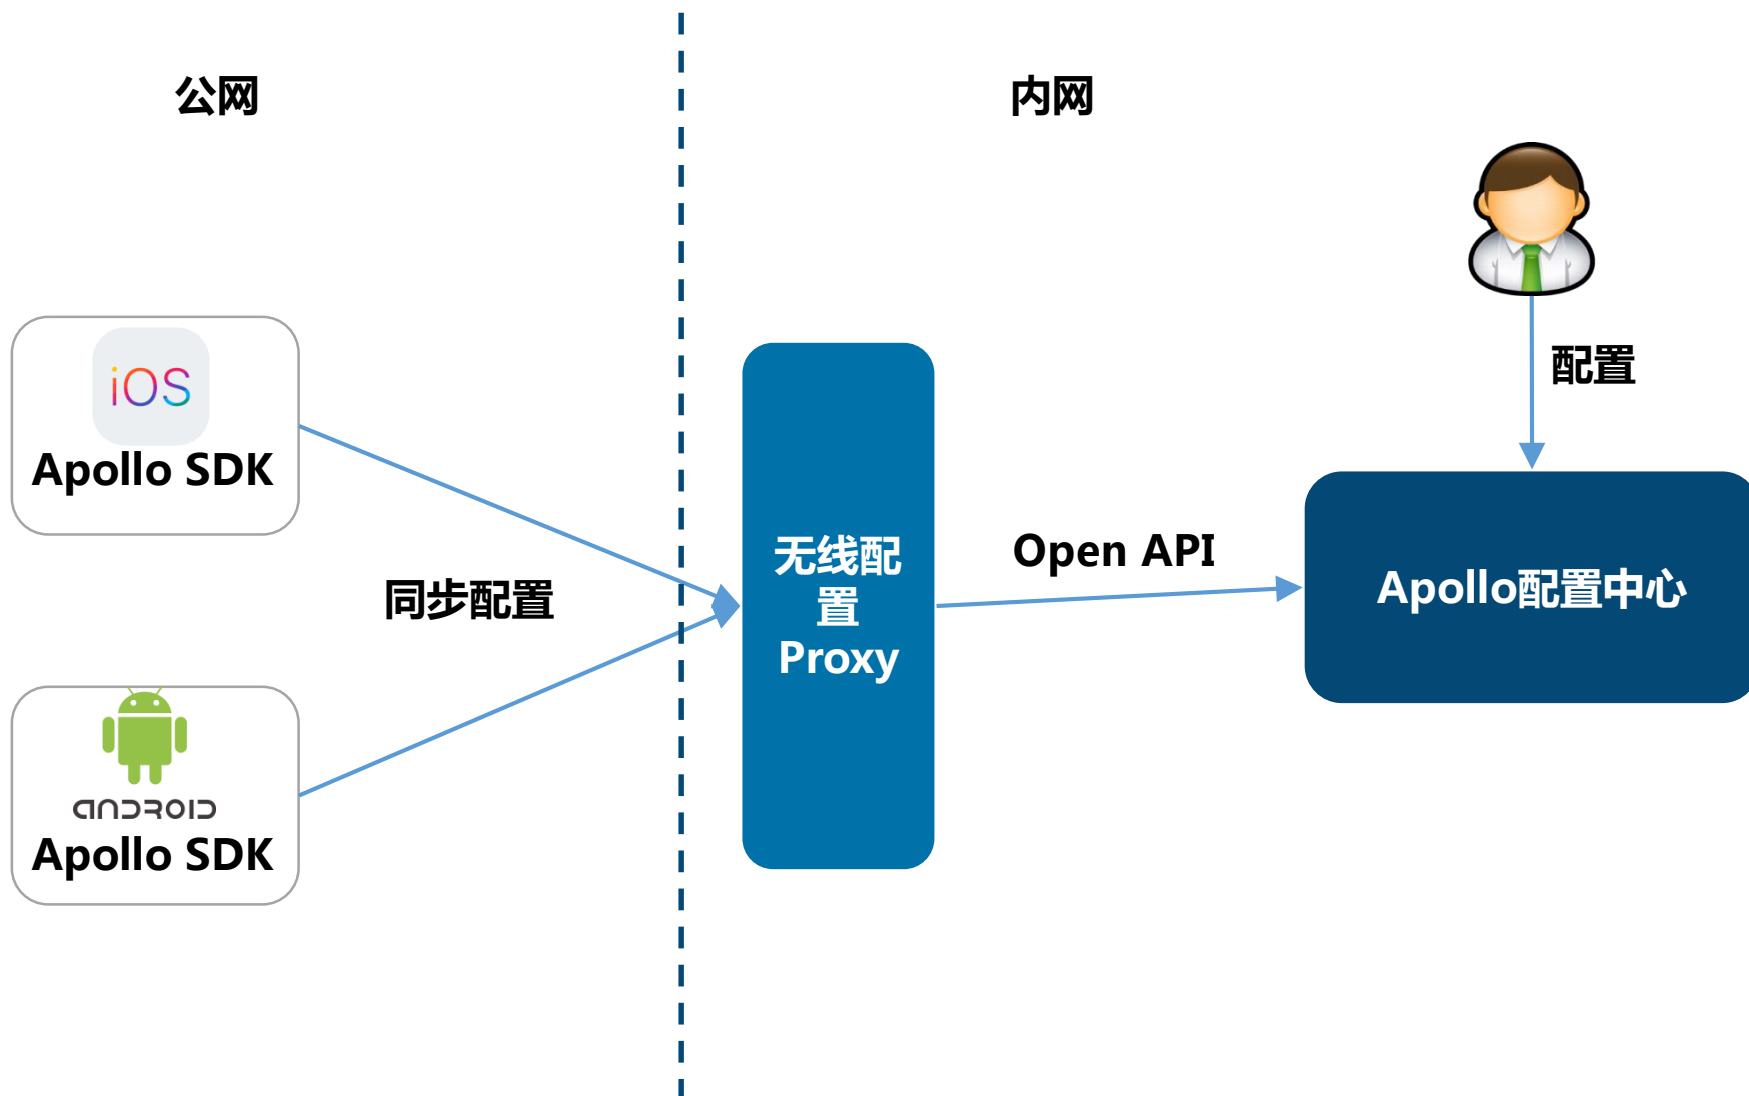 公网
内网
配置
iOS
Apollo SDK
同步配置
Open API
无线配
置
Proxy
Apollo配置中心
ANDROID
Apollo SDK